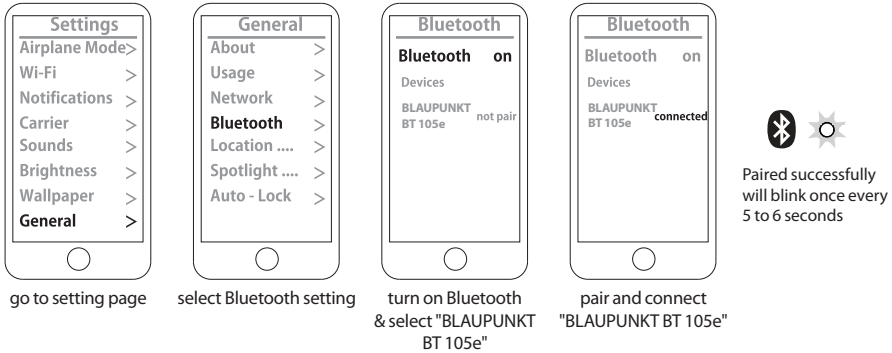 Settings
Airplane Mode>
Wi-Fi >
Notifications >
Carrier >
Sounds >
Brightness >
Wallpaper >
General >
go to setting page
General
About >
Usage >
Network >
Bluetooth >
Location .... >
Spotlight .... >
Auto - Lock >
select Bluetooth setting
Bluetooth
Bluetooth on
Devices
BLAUPUNKT
BT 105e not pair
turn on Bluetooth
& select "BLAUPUNKT
BT 105e"
Bluetooth
Bluetooth on
Devices
BLAUPUNKT
BT 105e connected
pair and connect
"BLAUPUNKT BT 105e"
Paired successfully
will blink once every
5 to 6 seconds